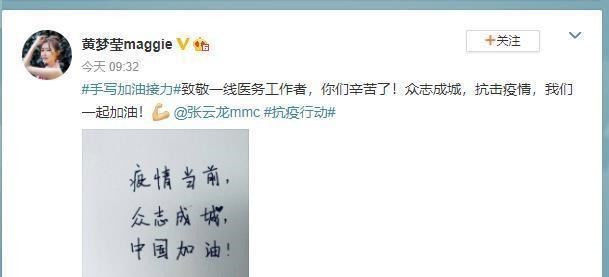 黄梦莹maggie
+关注
今天 09:32
#手写加油接力#致敬一线医务工作者，你们辛苦了！众志成城，抗击疫情，我们
一起加油！ @张云龙mmc #抗疫行动#
疫情当前，
众志成城，
中国加油！